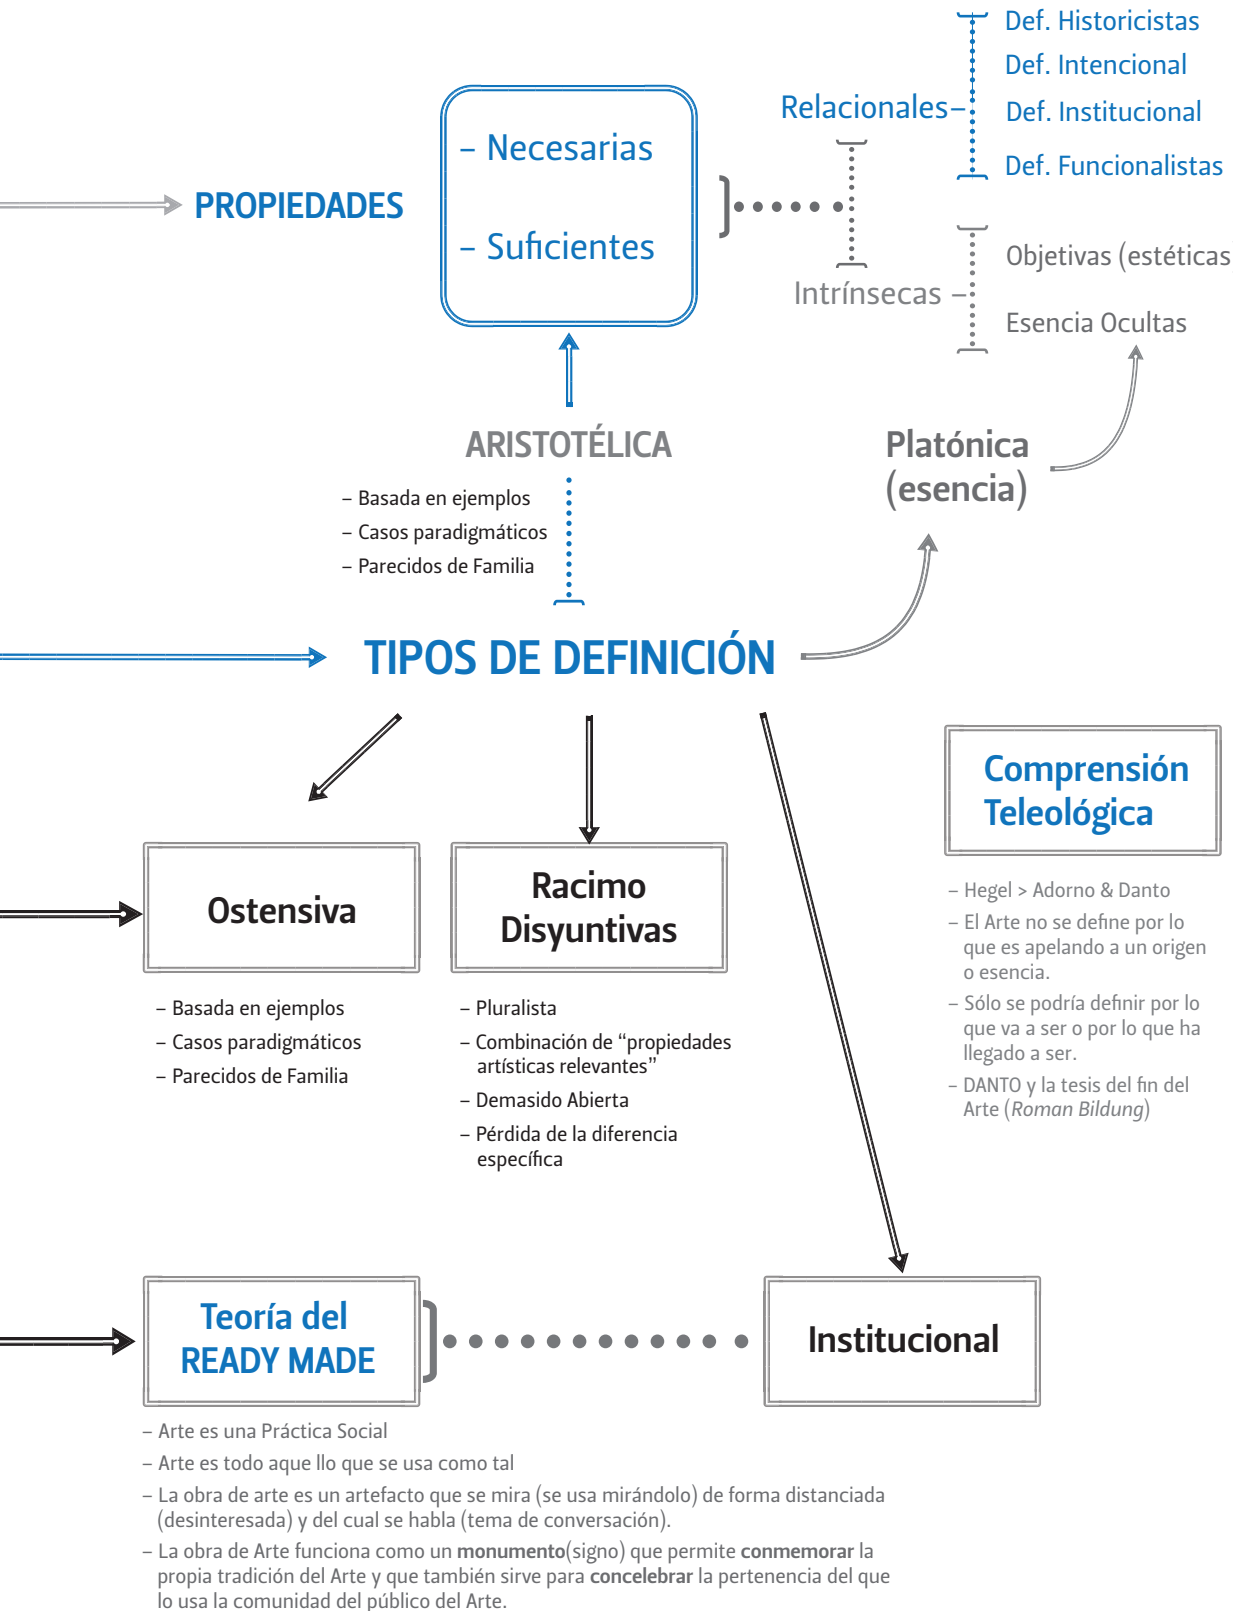 Def. Historicistas
Def. Intencional
Relacionales–
Def. Institucional
Def. Funcionalistas
PROPIEDADES
– Necesarias
– Suficientes
Objetivas (estéticas
Intrínsecas –
Esencia Ocultas
ARISTOTÉLICA
– Basada en ejemplos
– Casos paradigmáticos
– Parecidos de Familia
Platónica
(esencia)
TIPOS DE DEFINICIÓN
Ostensiva
– Basada en ejemplos
– Casos paradigmáticos
– Parecidos de Familia
Racimo
Disyuntivas
– Pluralista
– Combinación de “propiedades
artísticas relevantes”
– Demasido Abierta
– Pérdida de la diferencia
específica
Comprensión
Teleológica
– Hegel > Adorno & Danto
– El Arte no se define por lo
que es apelando a un origen
o esencia.
– Sólo se podría definir por lo
que va a ser o por lo que ha
llegado a ser.
– DANTO y la tesis del fin del
Arte (Roman Bildung)
Teoría del
READY MADE
Institucional
– Arte es una Práctica Social
– Arte es todo aque llo que se usa como tal
– La obra de arte es un artefacto que se mira (se usa mirándolo) de forma distanciada
(desinteresada) y del cual se habla (tema de conversación).
– La obra de Arte funciona como un monumento(signo) que permite conmemorar la
propia tradición del Arte y que también sirve para concelebrar la pertenencia del que
lo usa la comunidad del público del Arte.